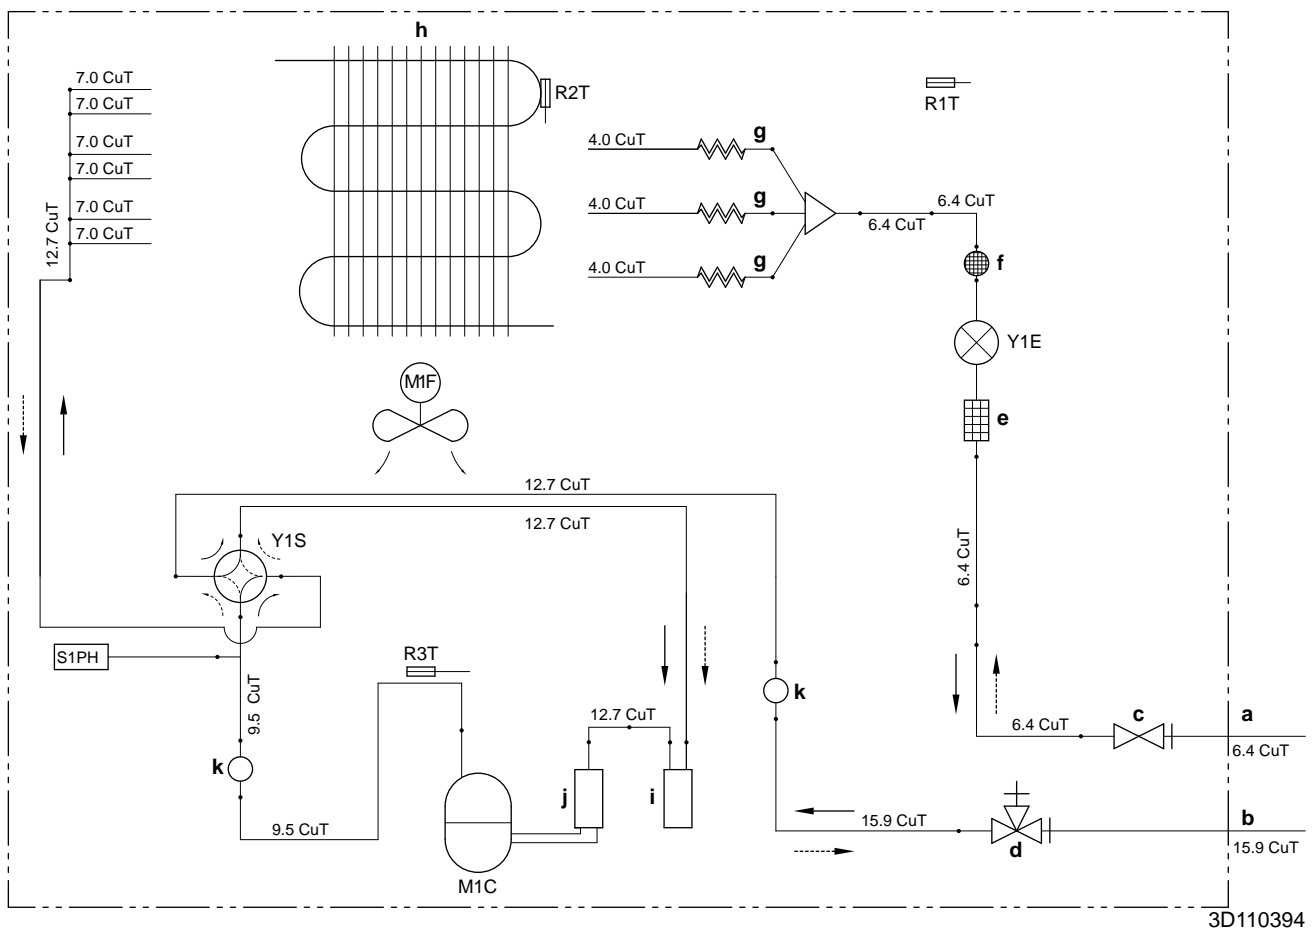 h
7.0 CuT
7.0 CuT
7.0 CuT
7.0 CuT
7.0 CuT
7.0 CuT
12.7 CuT
R2T
R1T
4.0 CuT
g
4.0 CuT
g
4.0 CuT
g
6.4 CuT
6.4 CuT
f
Y1E
e
M1F
12.7 CuT
12.7 CuT
Y1S
6.4 CuT
S1PH
R3T
9.5 CuT
k
k
12.7 CuT
6.4 CuT
c
a
6.4 CuT
j
i
9.5 CuT
15.9 CuT
d
b
15.9 CuT
M1C
3D110394